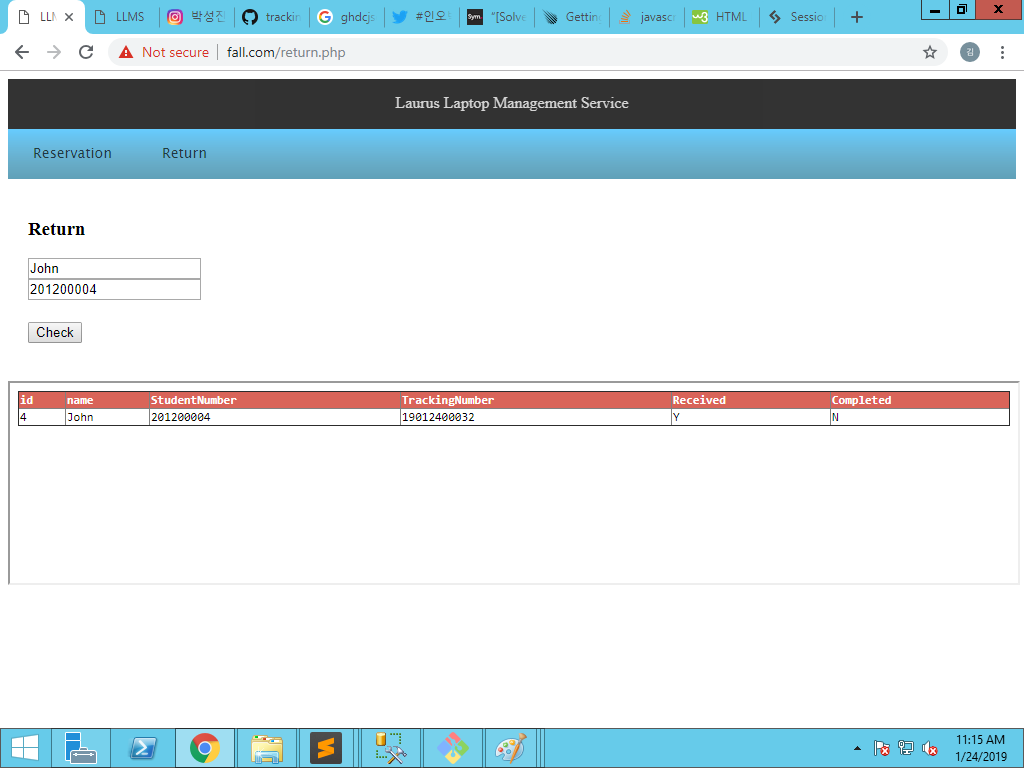 LLM
LLMS
박성진
trackin
ghdcjs
#인오
"[Solve
Getting
javascr
HTML
Sessio
Not secure
fall.com/return.php
김
Laurus Laptop Management Service
Reservation Return
Return
John
201200004
Check
id name StudentNumber TrackingNumber Received Completed
4 John 201200004 19012400032 Y N
11:15 AM
1/24/2019